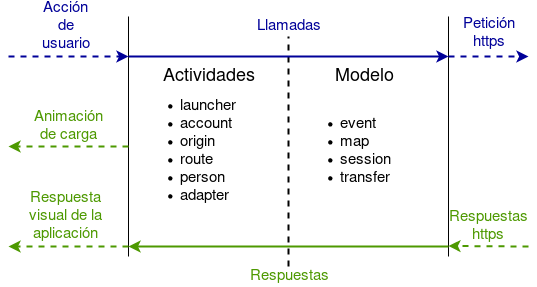 Acción
de
usuario
Llamadas
Petición
https
Actividades
Modelo
launcher
account
origin
route
person
adapter
event
map
session
transfer
Animación
de carga
Respuesta
visual de la
aplicación
Respuestas
https
Respuestas